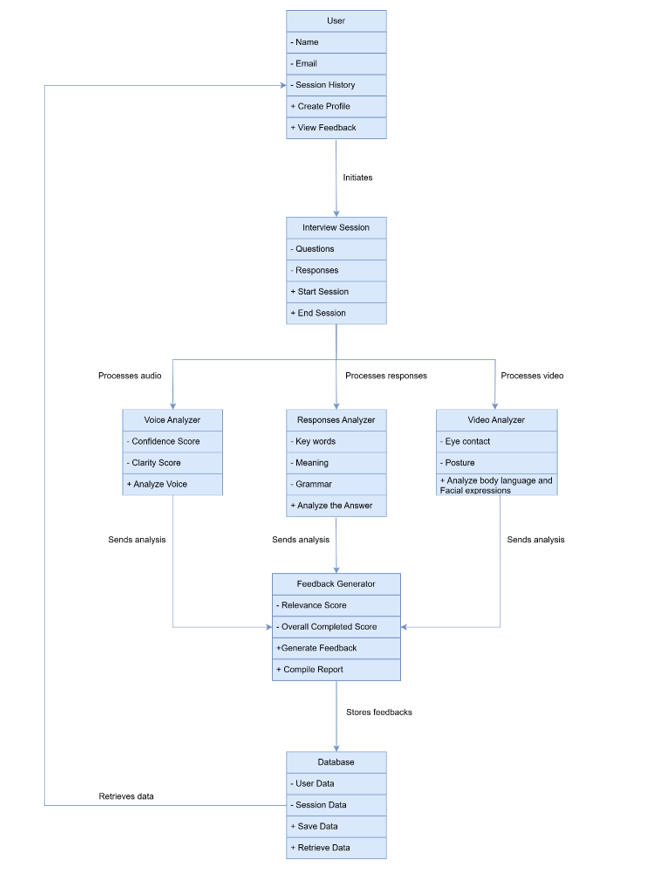 User
- Name
- Email
- Session History
+ Create Profile
+ View Feedback
Initiates
Interview Session
- Questions
- Responses
+ Start Session
+ End Session
Processes audio
Processes responses
Processes video
Voice Analyzer
- Confidence Score
- Clarity Score
+ Analyze Voice
Responses Analyzer
- Key words
- Meaning
- Grammar
+ Analyze the Answer
Video Analyzer
- Eye contact
- Posture
+ Analyze body language and
Facial expressions
Sends analysis
Sends analysis
Sends analysis
Feedback Generator
- Relevance Score
- Overall Completed Score
+Generate Feedback
+ Compile Report
Stores feedbacks
Database
- User Data
- Session Data
+ Save Data
+ Retrieve Data
Retrieves data